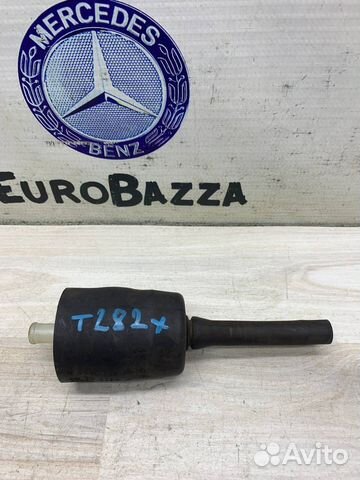 MERCEDES
BENZ
EUROBAZZA
T282x
Avito